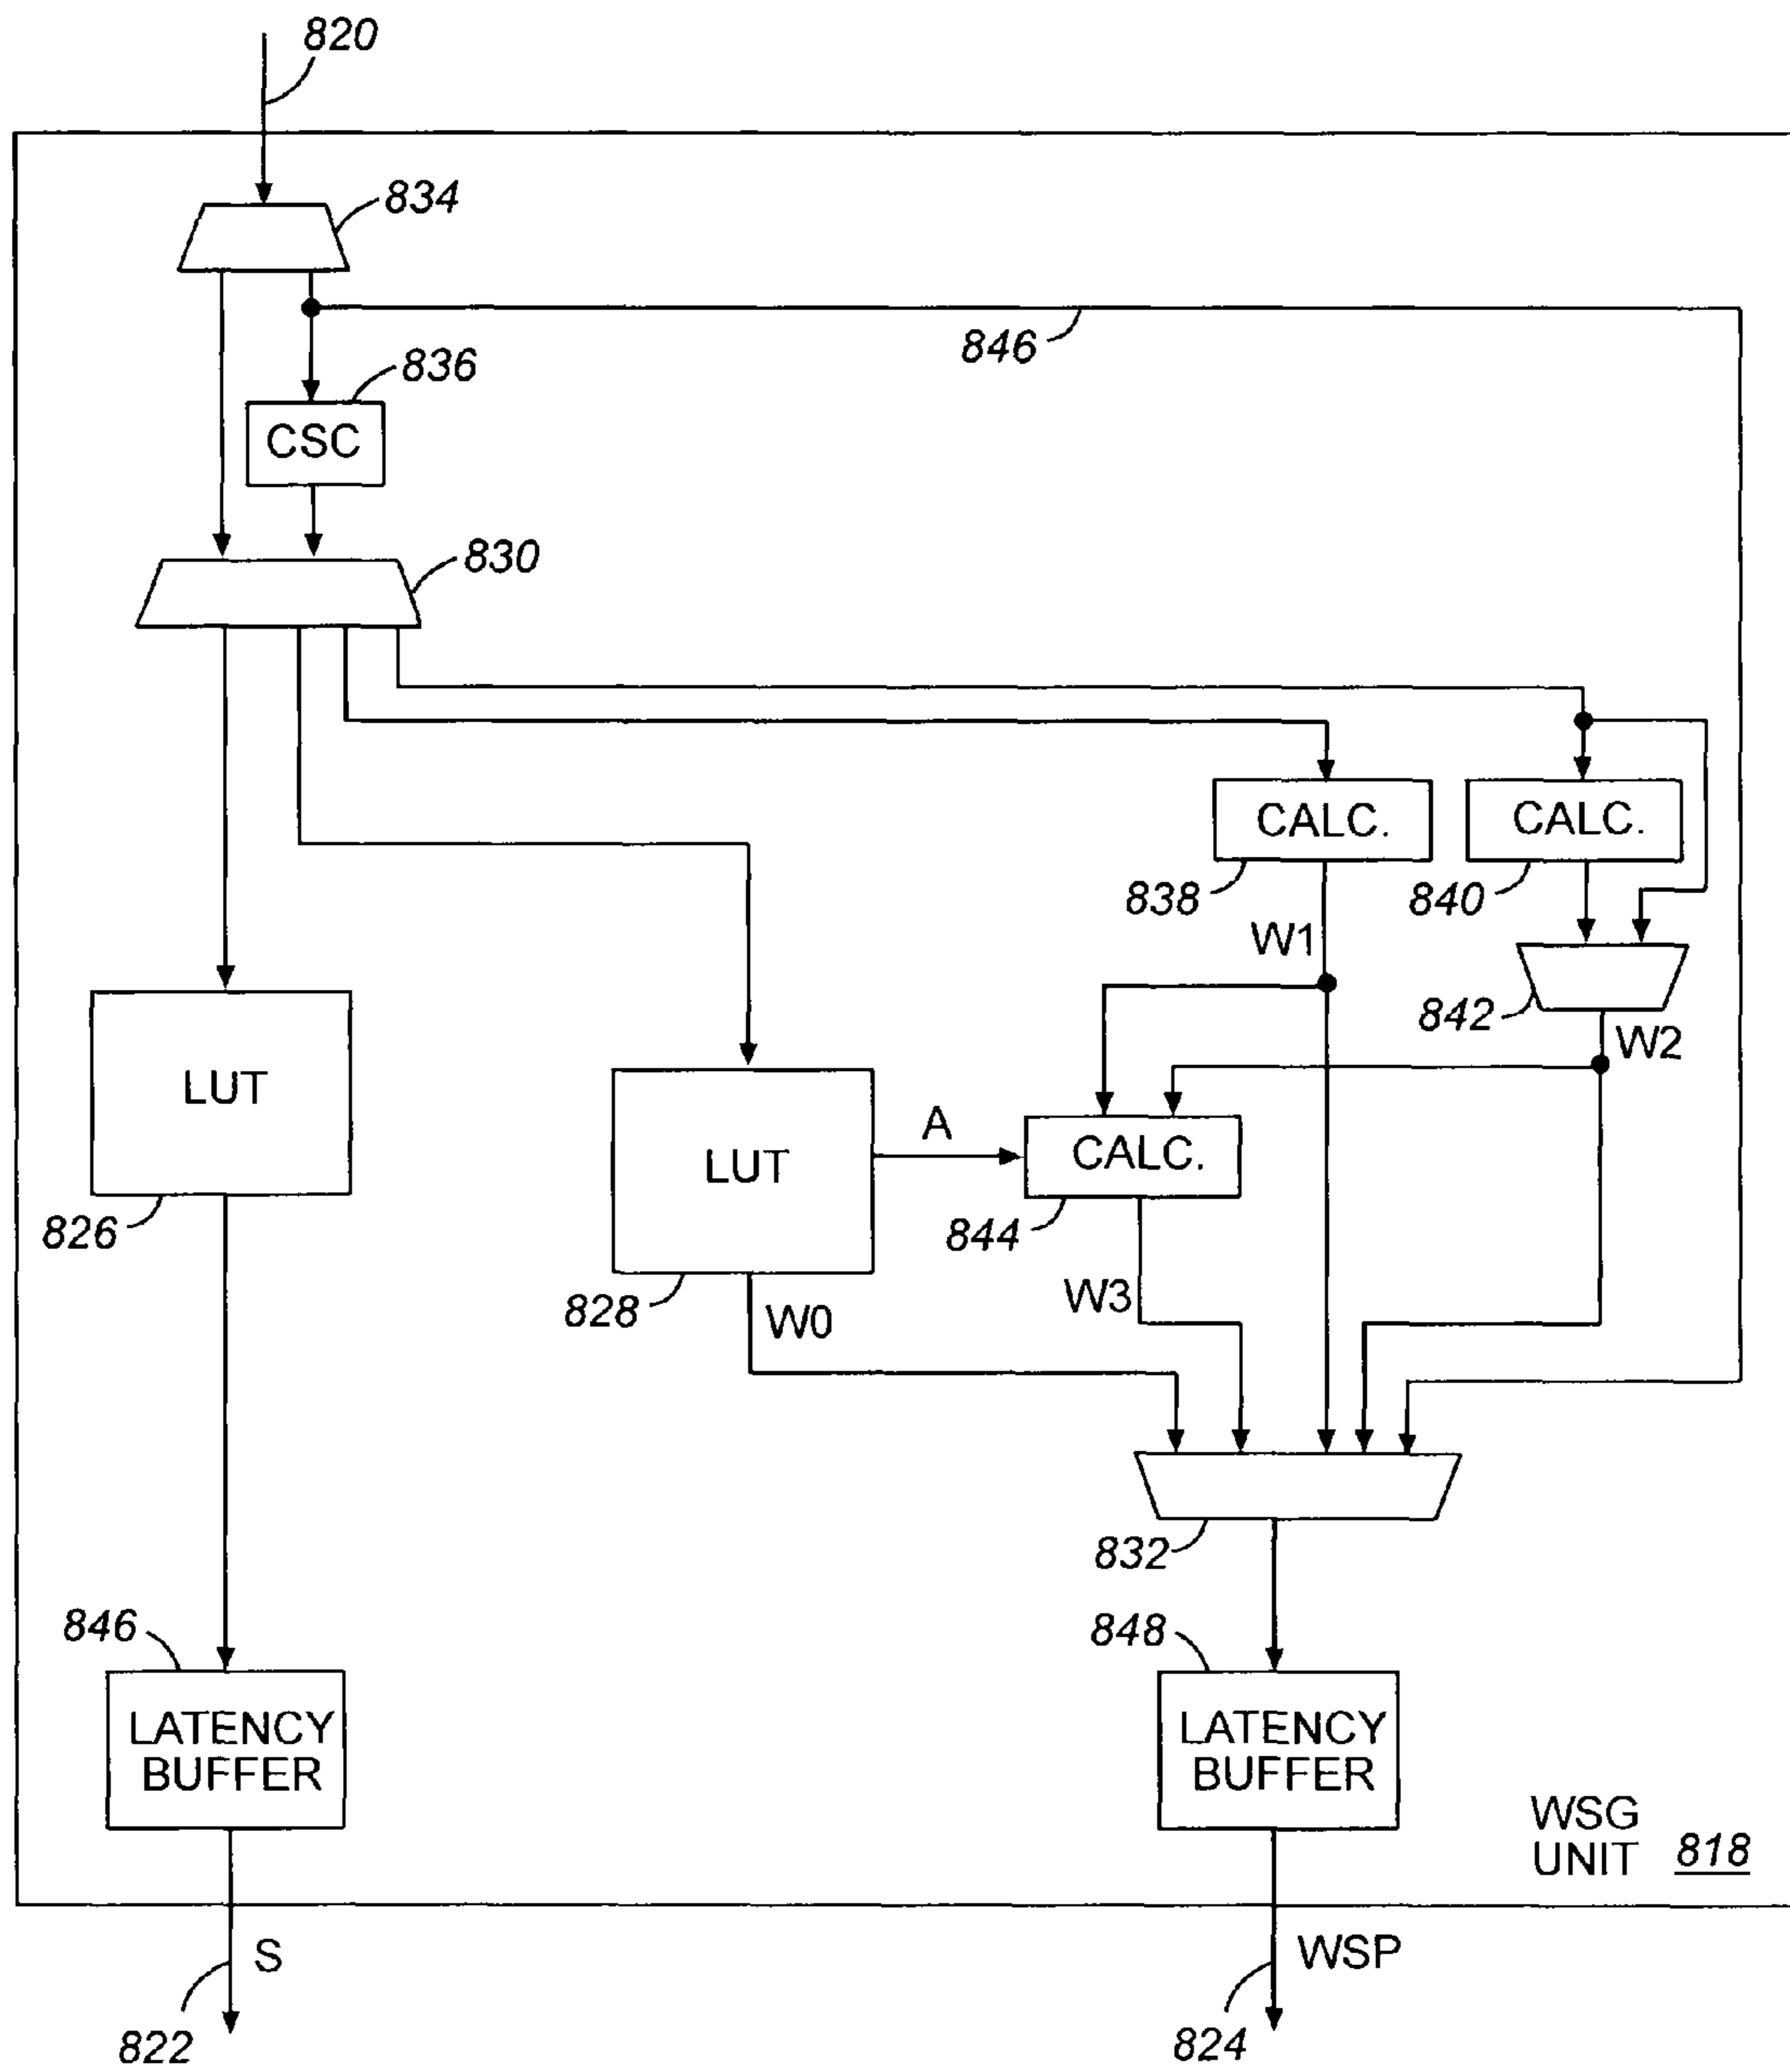 820
834
846
836
CSC
830
CALC.
CALC.
838
840
W1
842
W2
LUT
A
LUT
CALC.
826
844
828
W3
W0
832
846
848
LATENCY
BUFFER
LATENCY
BUFFER
WSG
UNIT 818
S
WSP
822
824